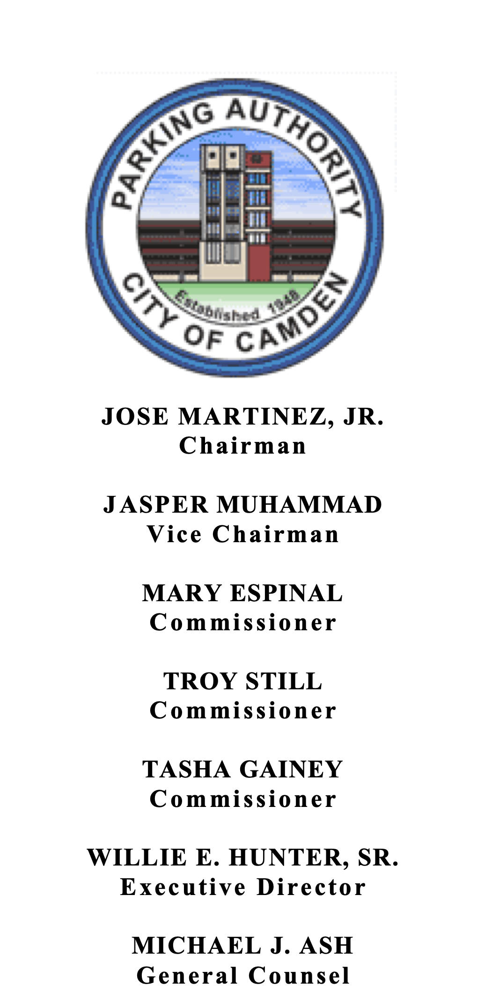 PARKING AUTHORITY
CITY OF CAMDEN
Established 1948
JOSE MARTINEZ, JR.
Chairman
JASPER MUHAMMAD
Vice Chairman
MARY ESPINAL
Commissioner
TROY STILL
Commissioner
TASHA GAINEY
Commissioner
WILLIE E. HUNTER, SR.
Executive Director
MICHAEL J. ASH
General Counsel